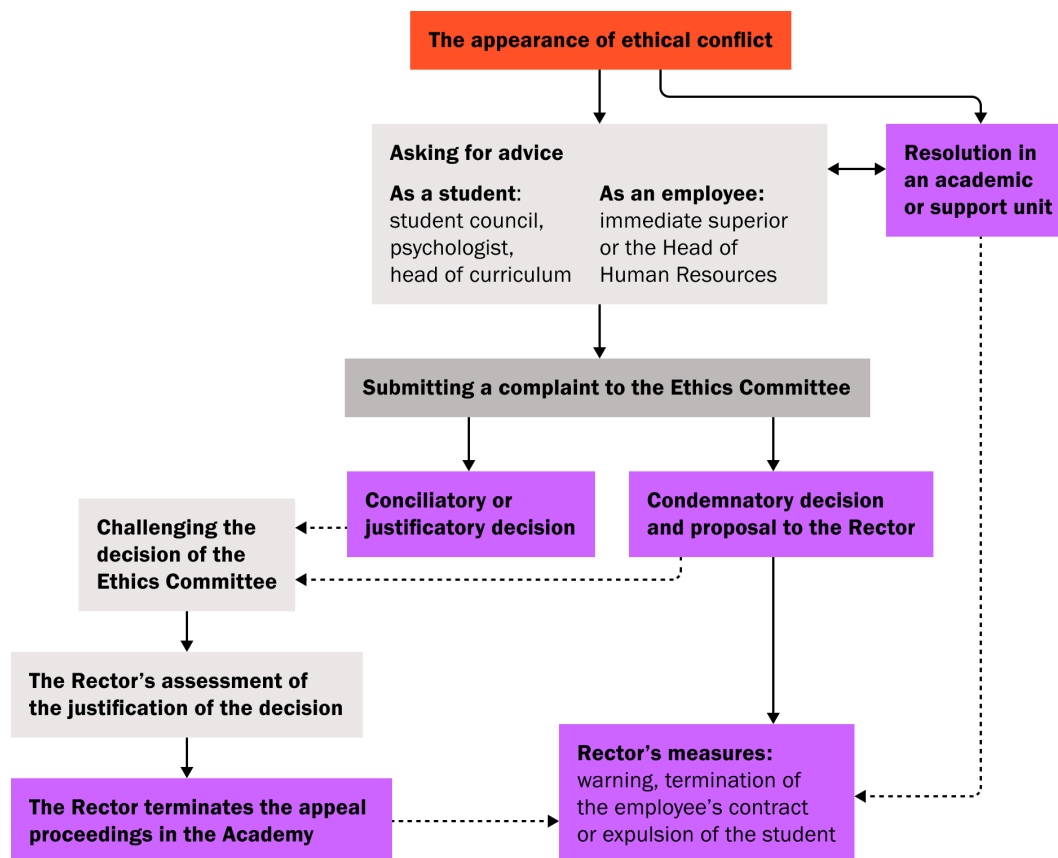 The appearance of ethical conflict
Asking for advice
As a student:
student council,
psychologist,
head of curriculum
As an employee:
immediate superior
or the Head of
Human Resources
Resolution in
an academic
or support unit
Submitting a complaint to the Ethics Committee
Conciliatory or
justificatory decision
Condemnatory decision
and proposal to the Rector
Challenging the
decision of the
Ethics Committee
The Rector’s assessment of
the justification of the decision
The Rector terminates the appeal
proceedings in the Academy
Rector’s measures:
warning, termination of
the employee’s contract
or expulsion of the student